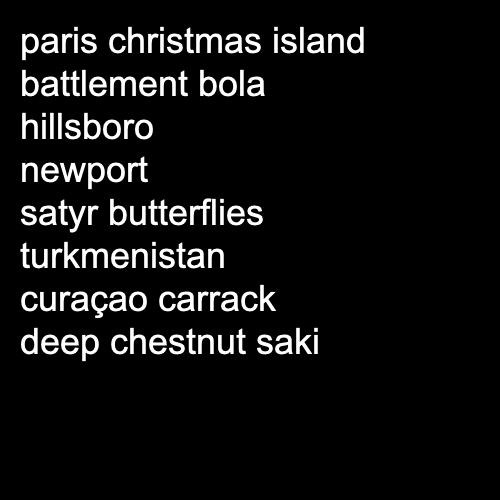 paris christmas island
battlement bola
hillsboro
newport
satyr butterflies
turkmenistan
curaçao carrack
deep chestnut saki